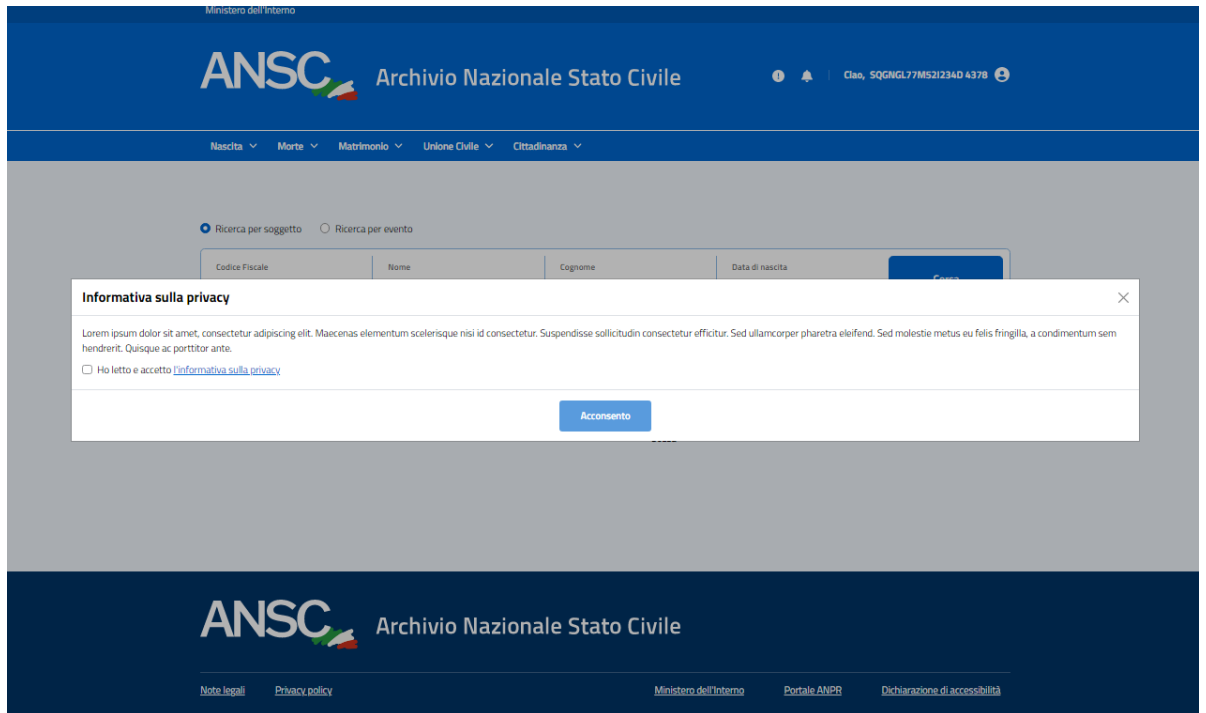 Ministero dell'Interno
ANSC Archivio Nazionale Stato Civile
Ciao, SQGNGL77M52I234D 4378
Nascita Morte Matrimonio Unione Civile Cittadinanza
Ricerca per soggetto Ricerca per evento
Codice Fiscale Nome Cognome Data di nascita
Informativa sulla privacy
Lorem ipsum dolor sit amet, consectetur adipiscing elit. Maecenas elementum scelerisque nisi id consectetur. Suspendisse sollicitudin consectetur efficitur. Sed ullamcorper pharetra eleifend. Sed molestie metus eu felis fringilla, a condimentum sem
hendrerit. Quisque ac porttitor ante.
Ho letto e accetto l'informativa sulla privacy
Acconsento
ANSC Archivio Nazionale Stato Civile
Note legali Privacy policy Ministero dell'Interno Portale ANPR Dichiarazione di accessibilità